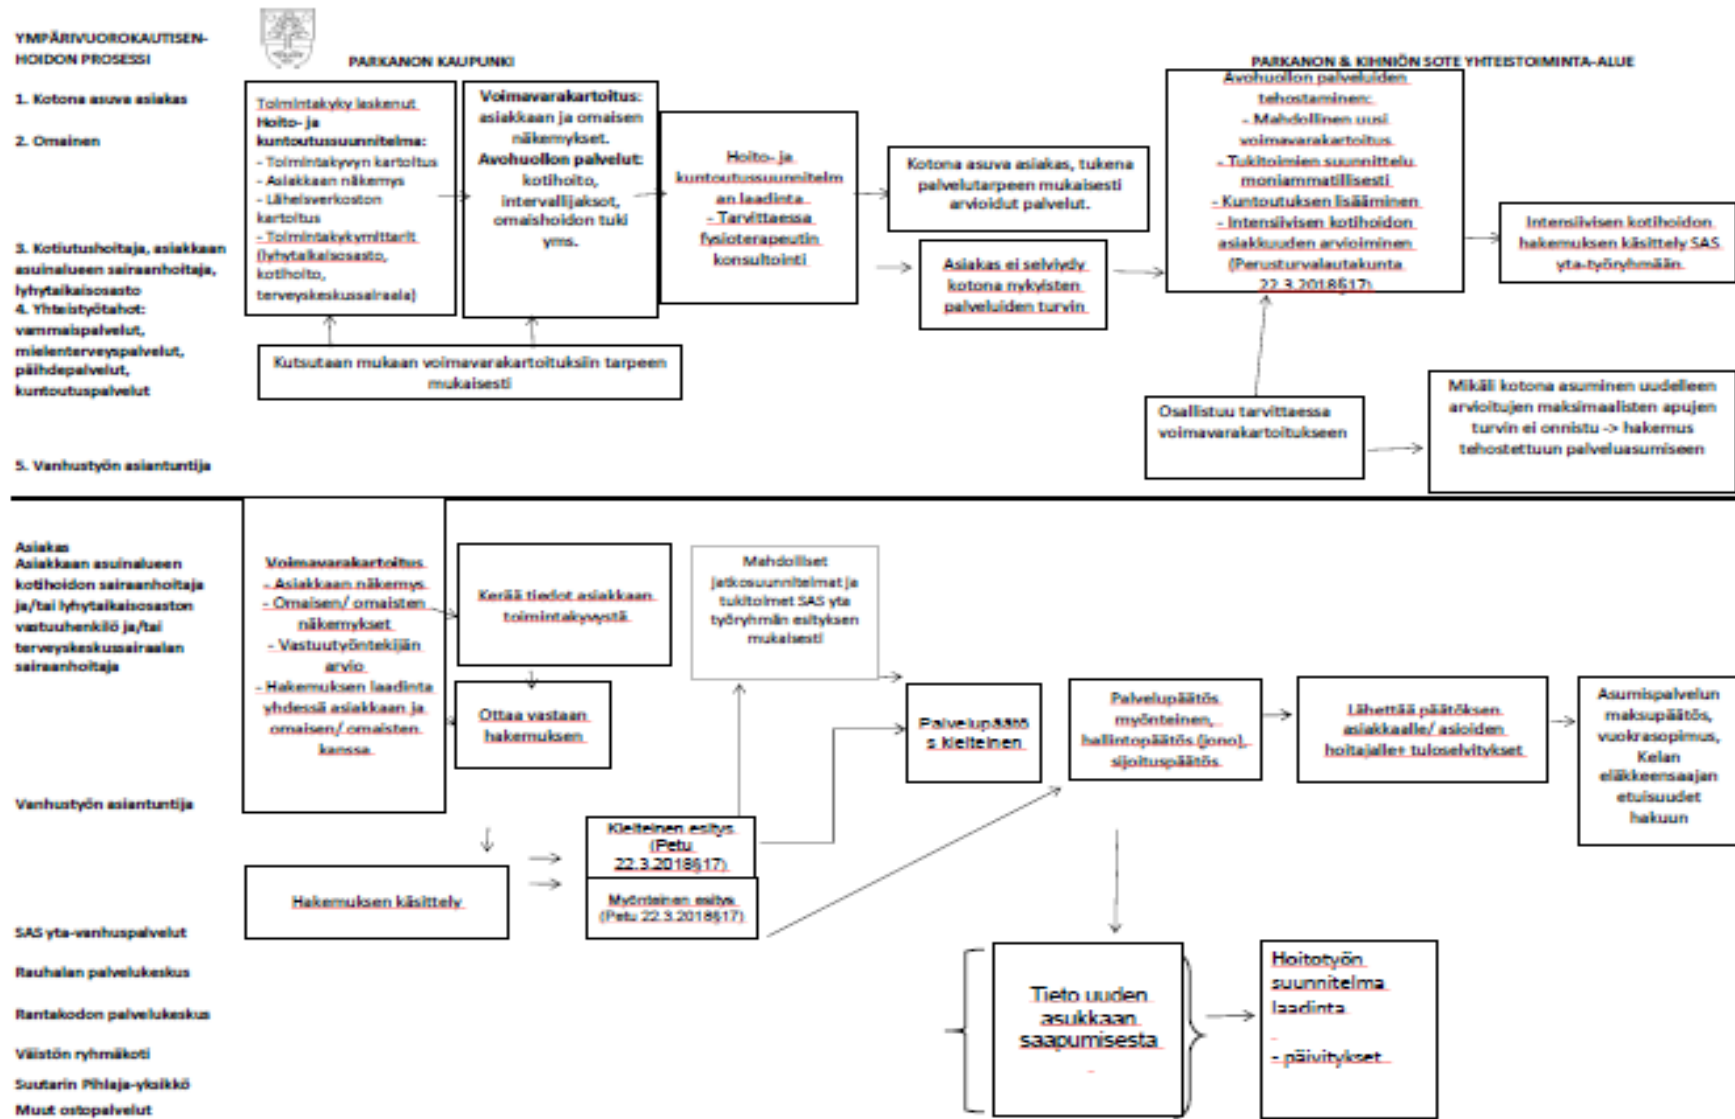 YMPÄRIVUOROKAUTISEN-
HOIDON PROSESSI
PARKANON KAUPUNKI
PARKANON & KIHNIÖN SOTE YHTEISTOIMINTA-ALUE
1. Kotona asuva asiakas
2. Omainen
3. Kotiutushoitaja, asiakkaan
asuinalueen sairaanhoitaja,
lyhytaikaisosasto
4. Yhteistyötahot:
vammaispalvelut,
mielenterveyspalvelut,
päihdepalvelut,
kuntoutuspalvelut
5. Vanhustyön asiantuntija
Toimintakyky laskenut
Hoito- ja
kuntoutussuunnitelma:
- Toimintakyvyn kartoitus
- Asiakkaan näkemys
- Läheisverkoston
kartoitus
- Toimintakykymittarit
(lyhytaikaisosasto,
kotihoito,
terveyskeskussairaala)
Voimavarakartoitus:
asiakkaan ja omaisen
näkemykset.
Avohuollon palvelut:
kotihoito,
intervallijaksot,
omaishoidon tuki
yms.
Hoito- ja
kuntoutussuunnitelm
an laadinta
- Tarvittaessa
fysioterapeutin
konsultointi
Kotona asuva asiakas, tukena
palvelutarpeen mukaisesti
arvioidut palvelut.
Asiakas ei selviydy
kotona nykyisten
palveluiden turvin
Avohuollon palveluiden
tehostaminen:
- Mahdollinen uusi
voimavarakartoitus
- Tukitoimien suunnittelu
moniammatillisesti
- Kuntoutuksen lisääminen
- Intensiivisen kotihoidon
asiakkuuden arvioiminen
(Perusturvalautakunta
22.3.2018§17)
Intensiivisen kotihoidon
hakemuksen käsittely SAS
yta-työryhmään
Kutsutaan mukaan voimavarakartoituksiin tarpeen
mukaisesti
Osallistuu tarvittaessa
voimavarakartoitukseen
Mikäli kotona asuminen uudelleen
arvioitujen maksimaalisten apujen
turvin ei onnistu -> hakemus
tehostettuun palveluasumiseen
Asiakas
Asiakkaan asuinalueen
kotihoidon sairaanhoitaja
ja/tai lyhytaikaisosaston
vastuuhenkilö ja/tai
terveyskeskussairaalan
sairaanhoitaja
Vanhustyön asiantuntija
SAS yta-vanhuspalvelut
Rauhalan palvelukeskus
Rantakodon palvelukeskus
Väistön ryhmäkoti
Suutarin Pihlaja-yksikkö
Muut ostopalvelut
Voimavarakartoitus
- Asiakkaan näkemys
- Omaisen/ omaisten
näkemykset
- Vastuutyöntekijän
arvio
- Hakemuksen laadinta
yhdessä asiakkaan ja
omaisen/ omaisten
kanssa
Kerää tiedot asiakkaan
toimintakyvystä
Ottaa vastaan
hakemuksen
Mahdolliset
jatkosuunnitelmat ja
tukitoimet SAS yta
työryhmän esityksen
mukaisesti
Palvelupäätö
s kielteinen
Palvelupäätös
myönteinen,
hallintopäätös (jono),
sijoituspäätös
Lähettää päätöksen
asiakkaalle/ asioiden
hoitajalle+ tuloselvitykset
Asumispalvelun
maksupäätös,
vuokrasopimus,
Kelan
eläkkeensaajan
etuisuudet
hakuun
Hakemuksen käsittely
Kielteinen esitys
(Petu
22.3.2018§17)
Myönteinen esitys
(Petu 22.3.2018§17)
Tieto uuden
asukkaan
saapumisesta
-
Hoitotyön
suunnitelma
laadinta
-
- päivitykset